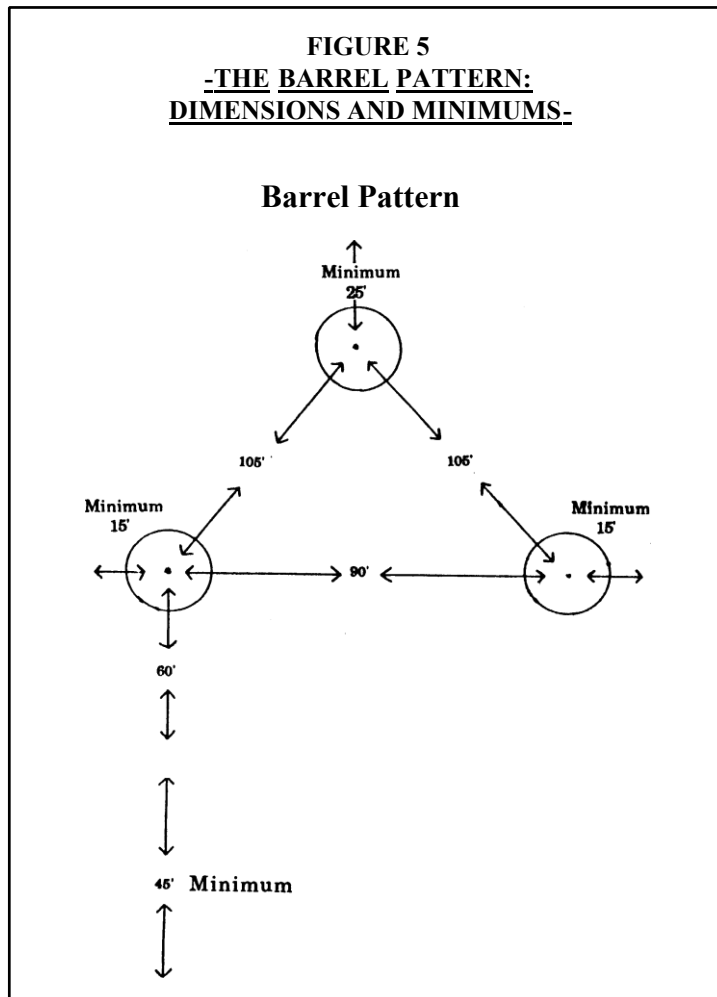 FIGURE 5
-THE BARREL PATTERN:
DIMENSIONS AND MINIMUMS-
Barrel Pattern
Minimum
25'
105'
105'
Minimum
15'
Minimum
15'
90'
60'
45' Minimum